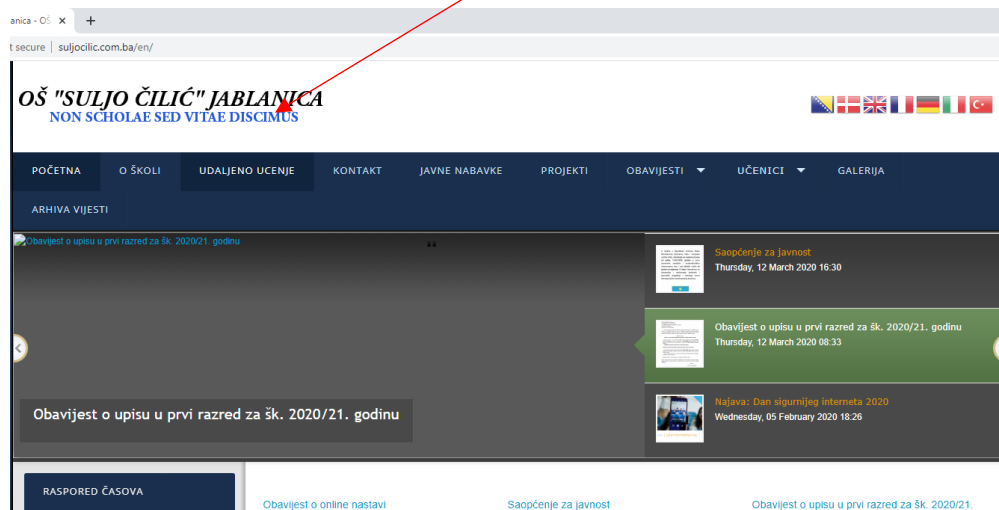 anica - OŠ × +
t secure | suljocilic.com.ba/en/
OŠ "SULJO ČILIĆ" JABLANICA
NON SCHOLAE SED VITAE DISCIMUS
POČETNA O ŠKOLI UDALJENO UCENJE KONTAKT JAVNE NABAVKE PROJEKTI OBAVIJESTI UČENICI GALERIJA
ARHIVA VIJESTI
Obavijest o upisu u prvi razred za šk. 2020/21. godinu
Saopćenje za javnost
Thursday, 12 March 2020 16:30
Obavijest o upisu u prvi razred za šk. 2020/21. godinu
Thursday, 12 March 2020 08:33
Najava: Dan sigurnijeg interneta 2020
Wednesday, 05 February 2020 18:26
Obavijest o upisu u prvi razred za šk. 2020/21. godinu
RASPORED ČASOVA
Obavijest o online nastavi
Saopćenje za javnost
Obavijest o upisu u prvi razred za šk. 2020/21.